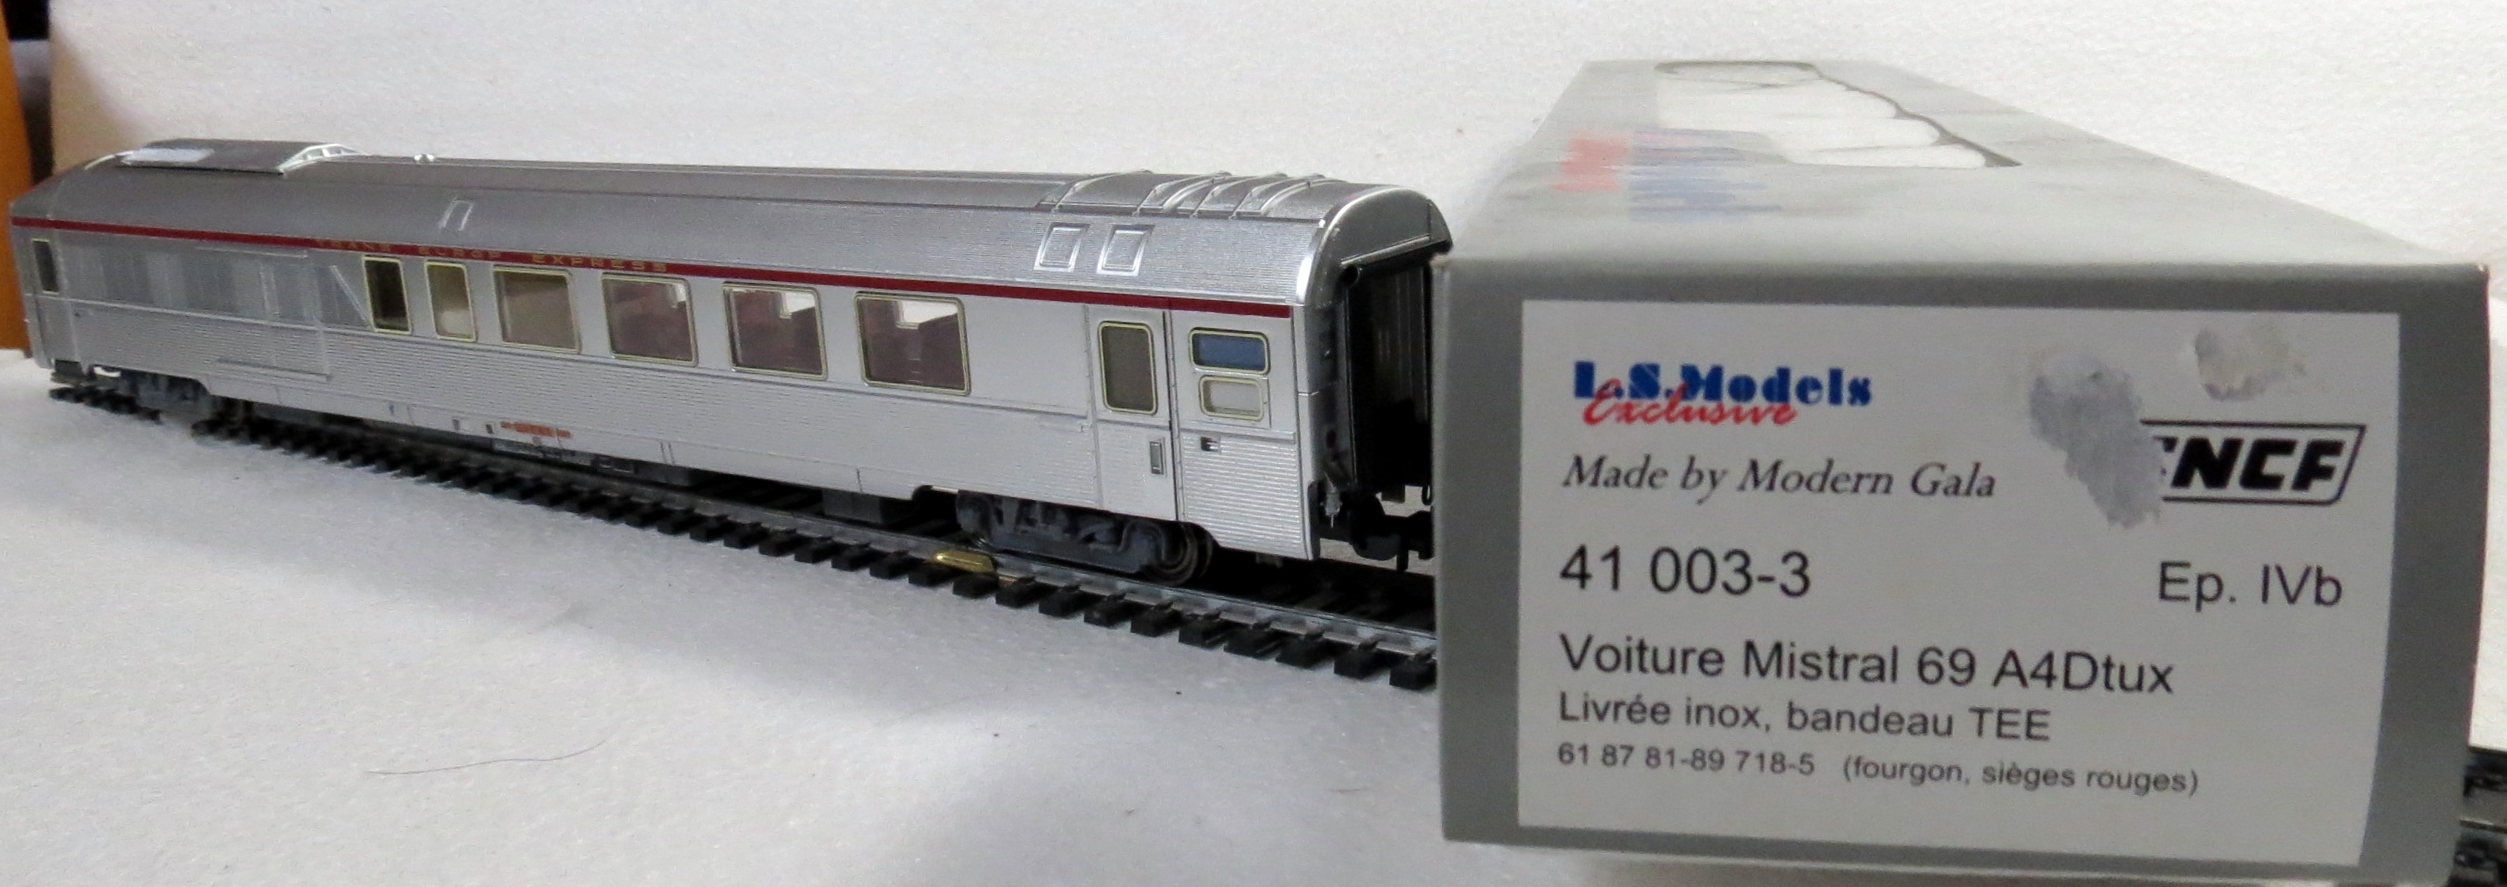 TRANS EUROP EXPRESS
L.S.Models
Exclusive
Made by Modern Gala
NCF
41 003-3
Ep. IVb
Voiture Mistral 69 A4Dtux
Livrée inox, bandeau TEE
61 87 81-89 718-5 (fourgon, sièges rouges)